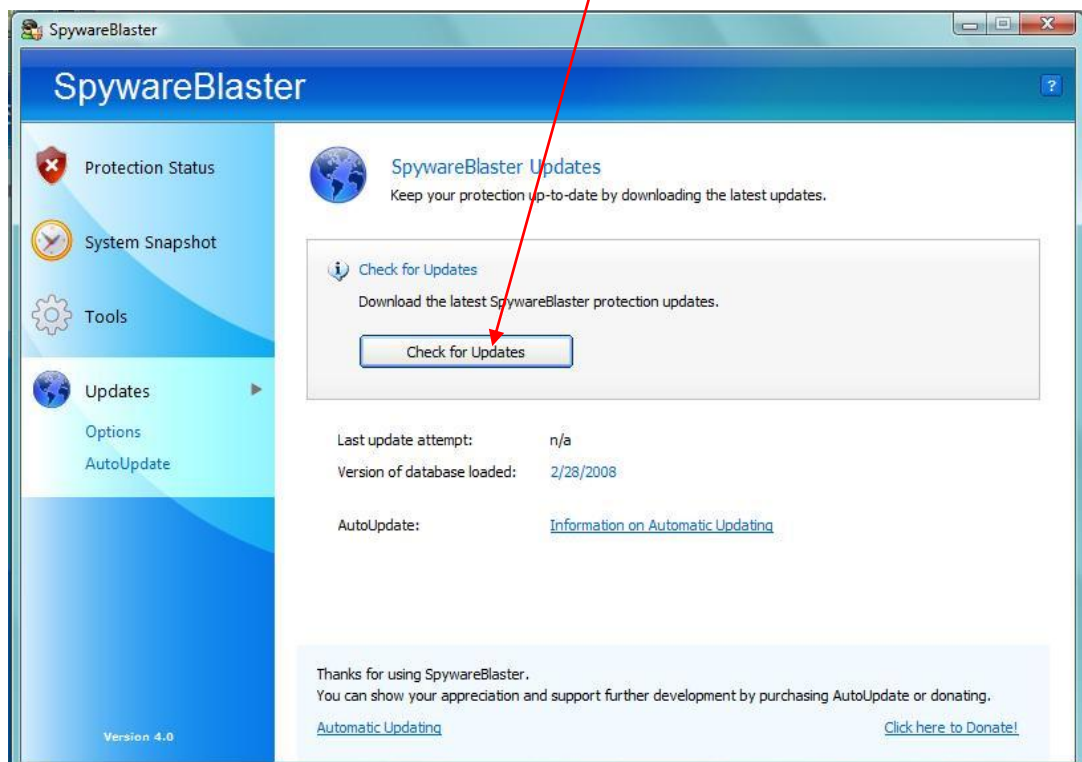 SpywareBlaster
SpywareBlaster
?
Protection Status
System Snapshot
Tools
Updates
Options
AutoUpdate
Version 4.0
SpywareBlaster Updates
Keep your protection up-to-date by downloading the latest updates.
Check for Updates
Download the latest SpywareBlaster protection updates.
Check for Updates
Last update attempt: n/a
Version of database loaded: 2/28/2008
AutoUpdate: Information on Automatic Updating
Thanks for using SpywareBlaster.
You can show your appreciation and support further development by purchasing AutoUpdate or donating.
Automatic Updating Click here to Donate!